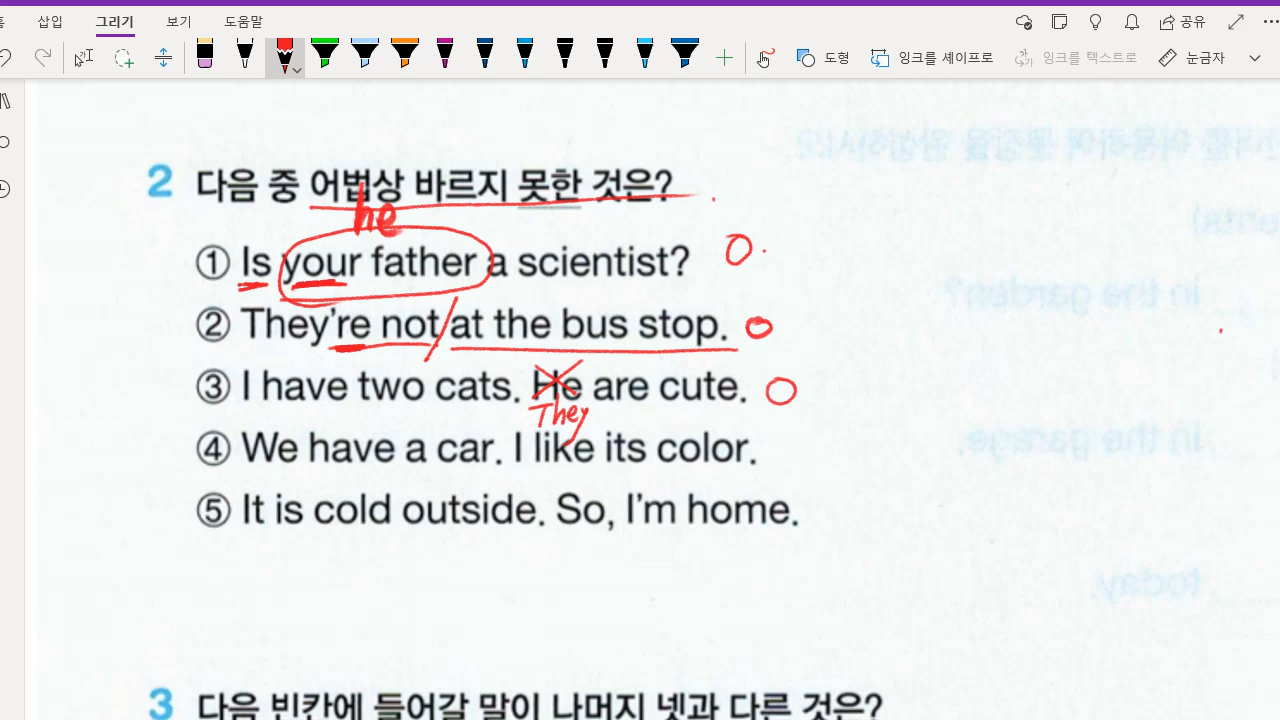 삽입 그리기 보기 도움말 공유
도형 잉크를 셰이프로 잉크를 텍스트로 눈금자
2 다음 중 어법상 바르지 못한 것은?
he
① Is your father a scientist?
② They're not at the bus stop.
③ I have two cats. He are cute.
They
④ We have a car. I like its color.
⑤ It is cold outside. So, I'm home.
3 다음 빈칸에 들어갈 말이 나머지 넷과 다른 것은?